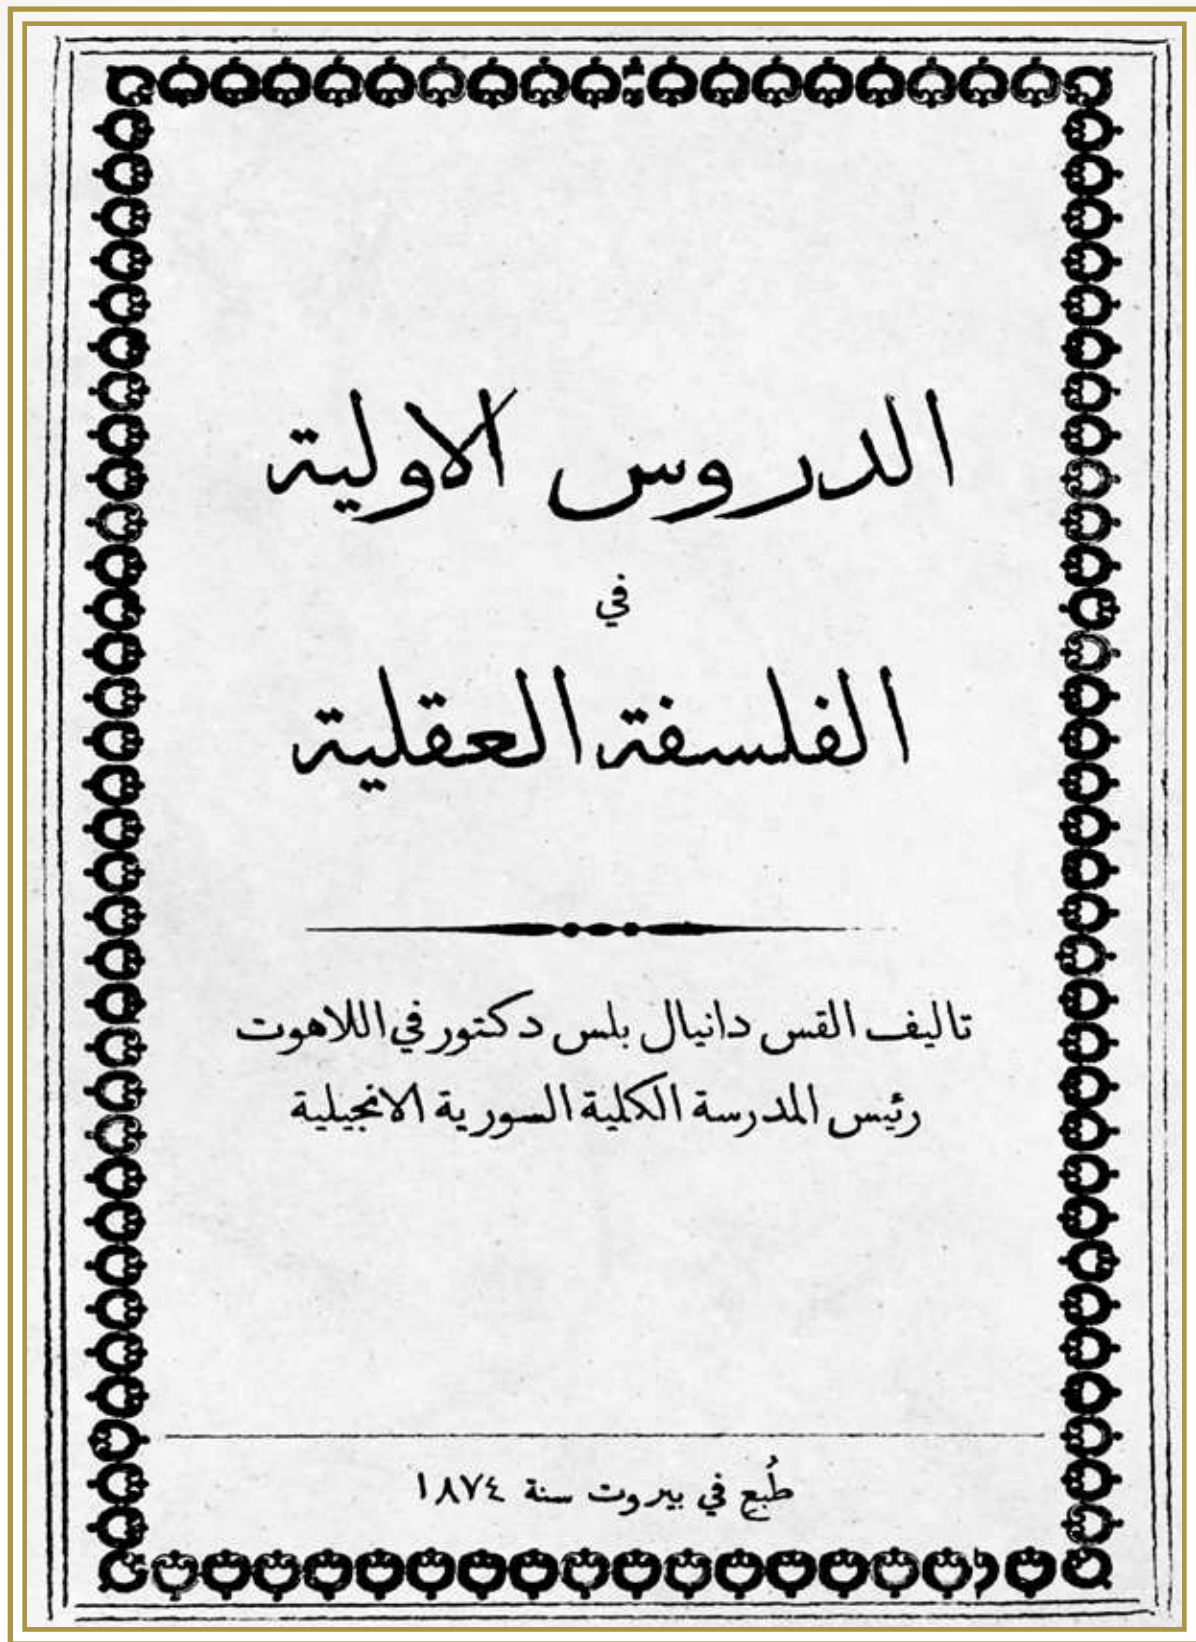 الدروس الاولية
في
الفلسفة العقلية
تاليف القس دانيال بلس دكتور في اللاهوت
رئيس المدرسة الكلية السورية الانجيلية
طُبع في بيروت سنة ١٨٧٤